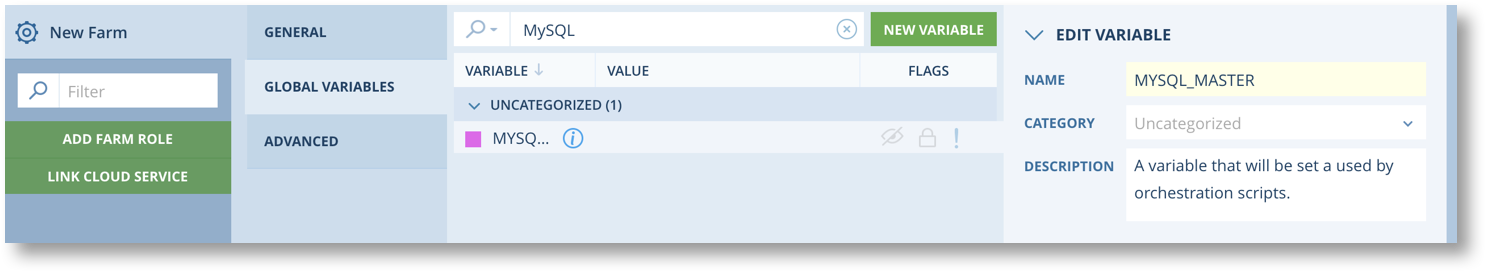 New Farm
Filter
ADD FARM ROLE
LINK CLOUD SERVICE
GENERAL
GLOBAL VARIABLES
ADVANCED
MySQL
NEW VARIABLE
VARIABLE VALUE FLAGS
UNCATEGORIZED (1)
MYSQ... i !
EDIT VARIABLE
NAME MYSQL_MASTER
CATEGORY Uncategorized
DESCRIPTION A variable that will be set a used by
orchestration scripts.